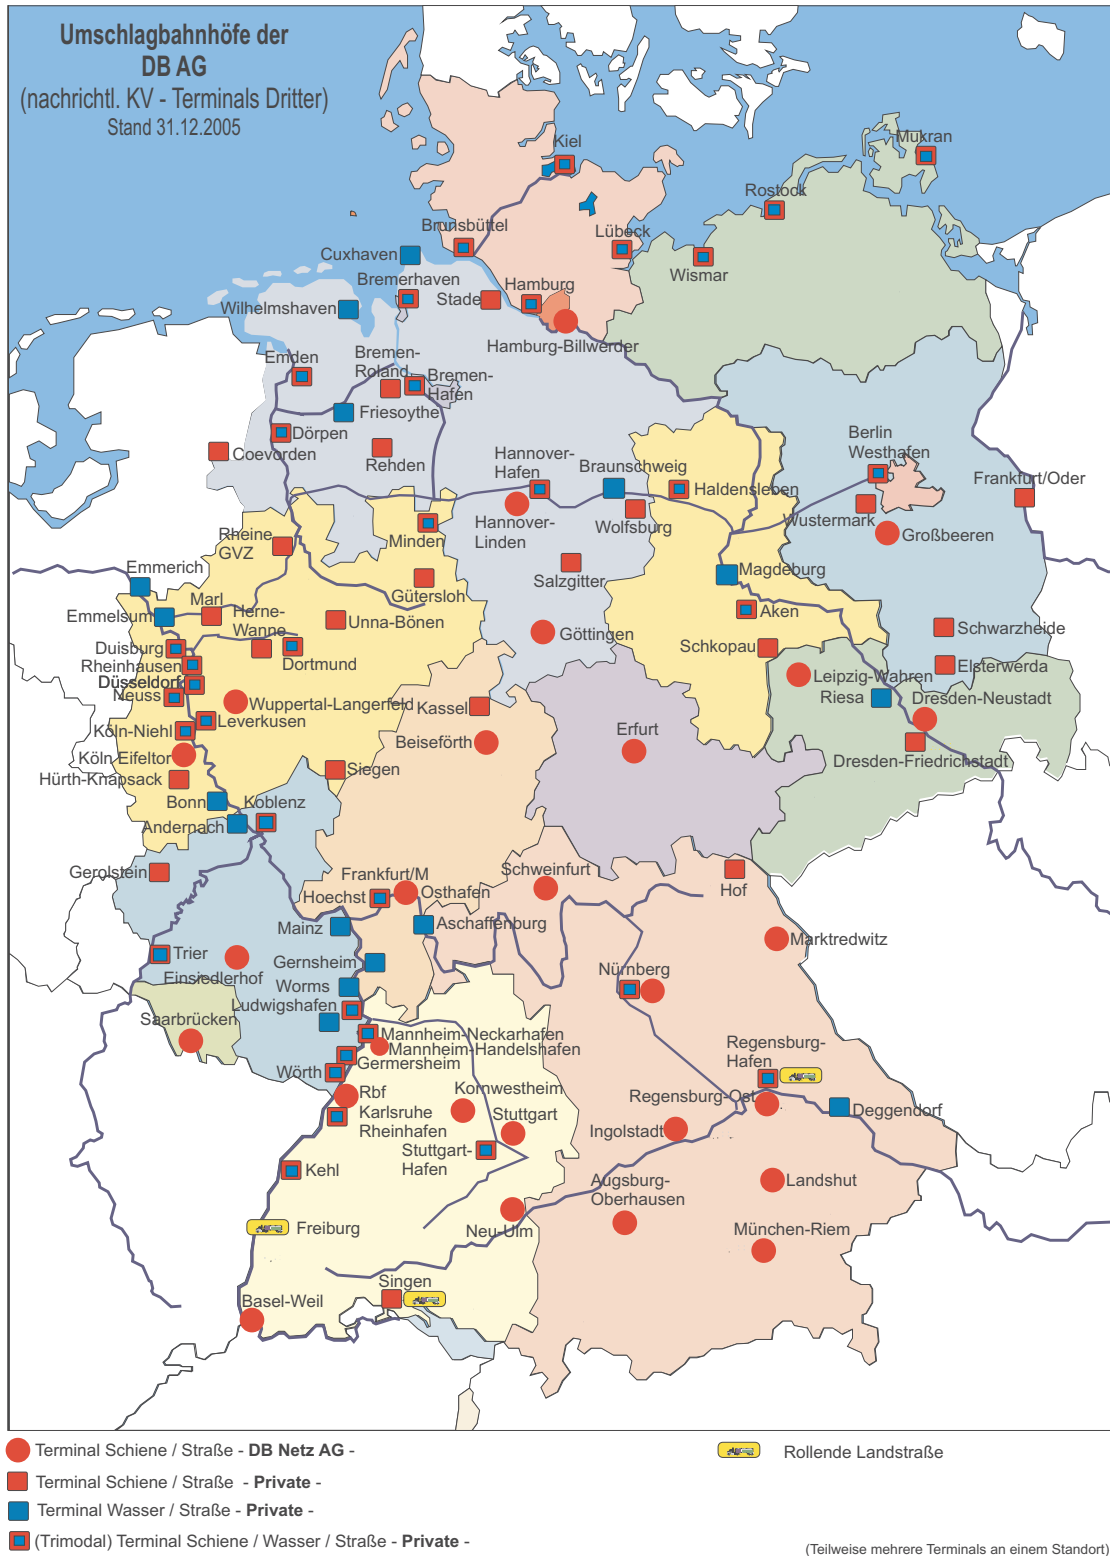 Umschlagbahnhöfe der
DB AG
(nachrichtl. KV - Terminals Dritter)
Stand 31.12.2005
Kiel
Mukran
Rostock
Brunsbüttel
Lübeck
Wismar
Cuxhaven
Bremerhaven
Stade
Hamburg
Wilhelmshaven
Hamburg-Billwerder
Emden
Bremen-
Roland
Bremen-
Hafen
Friesoythe
Dörpen
Coevorden
Rehden
Hannover-
Hafen
Braunschweig
Haldensleben
Berlin
Westhafen
Frankfurt/Oder
Wustermark
Großbeeren
Hannover-
Linden
Wolfsburg
Minden
Rheine
GVZ
Salzgitter
Magdeburg
Emmerich
Gütersloh
Marl
Emmelsum
Herne-
Wanne
Unna-Bönen
Aken
Göttingen
Schwarzheide
Schkopau
Duisburg
Dortmund
Rheinhausen
Elsterwerda
Düsseldorf
Neuss
Leipzig-Wahren
Riesa
Dresden-Neustadt
Wuppertal-Langerfeld
Kassel
Leverkusen
Köln-Niehl
Beiseförth
Erfurt
Köln Eifeltor
Dresden-Friedrichstadt
Hürth-Knapsack
Siegen
Bonn
Koblenz
Andernach
Gerolstein
Frankfurt/M
Osthafen
Hoechst
Schweinfurt
Hof
Mainz
Aschaffenburg
Marktredwitz
Trier
Einsiedlerhof
Gernsheim
Nürnberg
Worms
Ludwigshafen
Saarbrücken
Mannheim-Neckarhafen
Mannheim-Handelshafen
Germersheim
Regensburg-
Hafen
Wörth
Rbf
Karlsruhe
Rheinhafen
Kornwestheim
Stuttgart
Regensburg-Ost
Deggendorf
Ingolstadt
Stuttgart-
Hafen
Kehl
Augsburg-
Oberhausen
Landshut
Freiburg
Neu-Ulm
München-Riem
Singen
Basel-Weil
Terminal Schiene / Straße - DB Netz AG -
Rollende Landstraße
Terminal Schiene / Straße - Private -
Terminal Wasser / Straße - Private -
(Trimodal) Terminal Schiene / Wasser / Straße - Private -
(Teilweise mehrere Terminals an einem Standort)